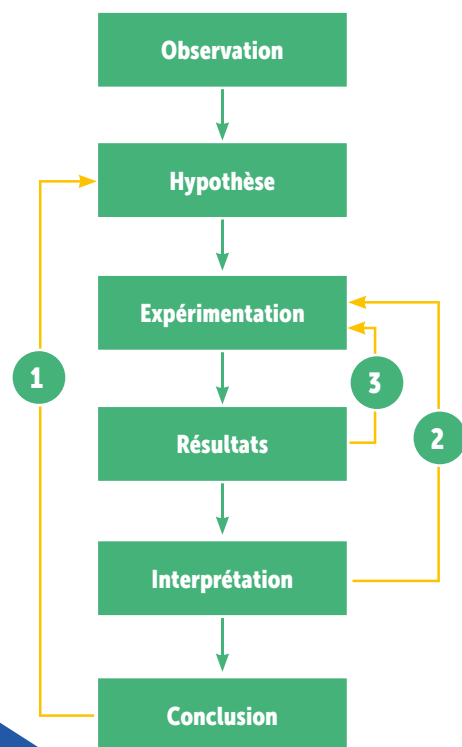 Observation
Hypothèse
Expérimentation
1
3
Résultats
2
Interprétation
Conclusion